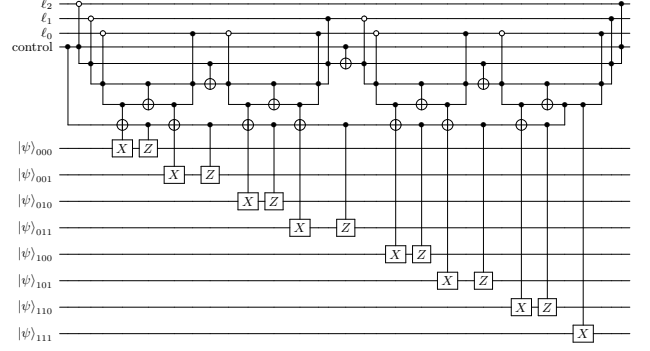 ℓ₂
ℓ₁
ℓ₀
control
|ψ⟩₀₀₀ X Z
|ψ⟩₀₀₁ X Z
|ψ⟩₀₁₀ X Z
|ψ⟩₀₁₁ X Z
|ψ⟩₁₀₀ X Z
|ψ⟩₁₀₁ X Z
|ψ⟩₁₁₀ X Z
|ψ⟩₁₁₁ X